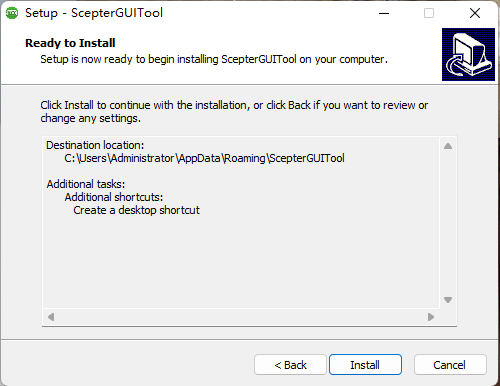 Setup - ScepterGUITool
Ready to Install
Setup is now ready to begin installing ScepterGUITool on your computer.
Click Install to continue with the installation, or click Back if you want to review or
change any settings.
Destination location:
C:\Users\Administrator\AppData\Roaming\ScepterGUITool
Additional tasks:
Additional shortcuts:
Create a desktop shortcut
< Back
Install
Cancel